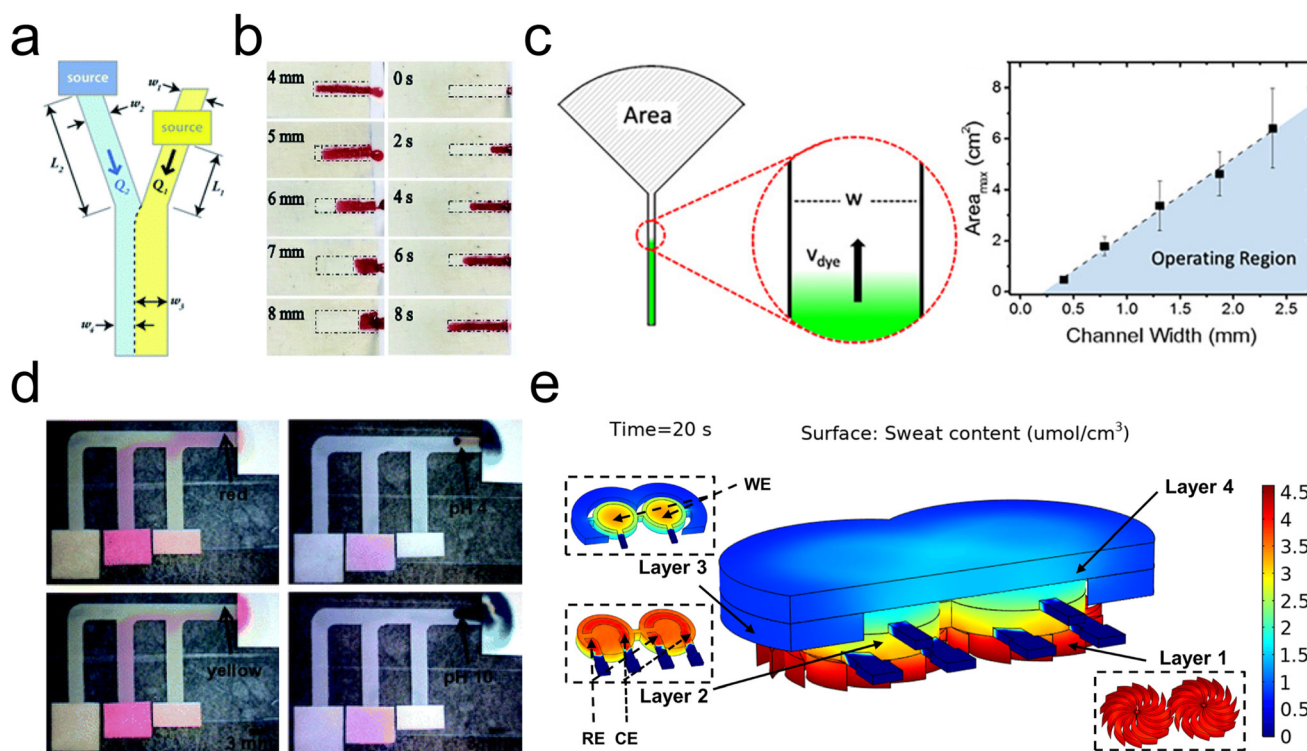 a
source
w1
w2
source
L2
Q2
Q1
L1
w3
w4
b
4 mm
0 s
5 mm
2 s
6 mm
4 s
7 mm
6 s
8 mm
8 s
c
Area
W
Vdye
Areamax (cm2)
8
6
4
2
0
Operating Region
0.0
0.5
1.0
1.5
2.0
2.5
Channel Width (mm)
d
red
pH 4
yellow
3 mm
pH 10
e
Time=20 s
Surface: Sweat content (umol/cm3)
WE
Layer 4
Layer 3
Layer 2
Layer 1
RE CE
4.5
4
3.5
3
2.5
2
1.5
1
0.5
0